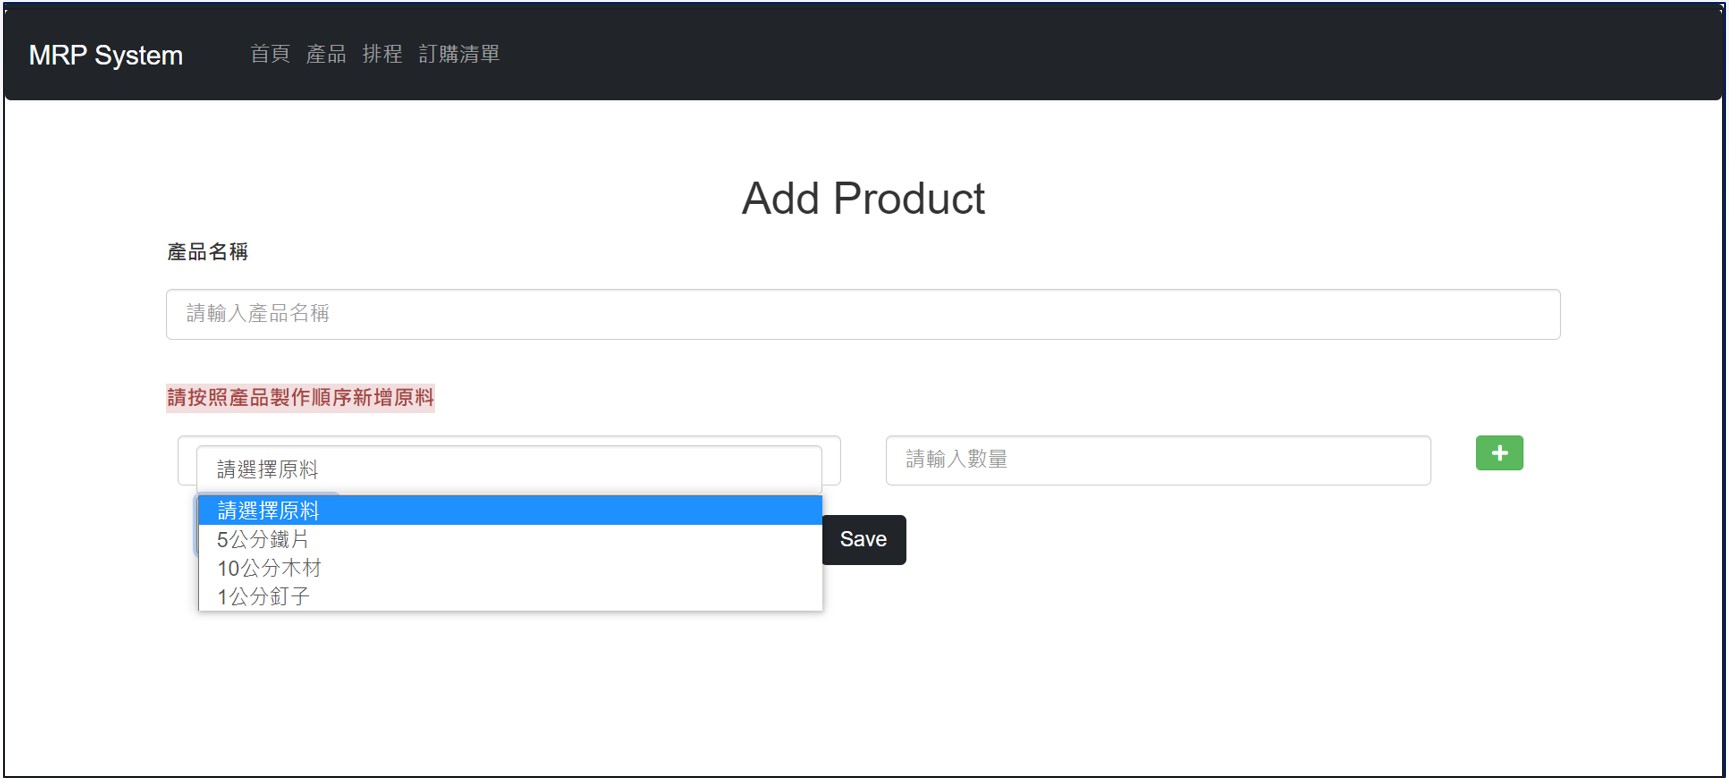 MRP System 首頁 產品 排程 訂購清單
Add Product
產品名稱
請輸入產品名稱
請按照產品製作順序新增原料
請選擇原料 請輸入數量 +
請選擇原料
5公分鐵片
10公分木材
1公分釘子
Save